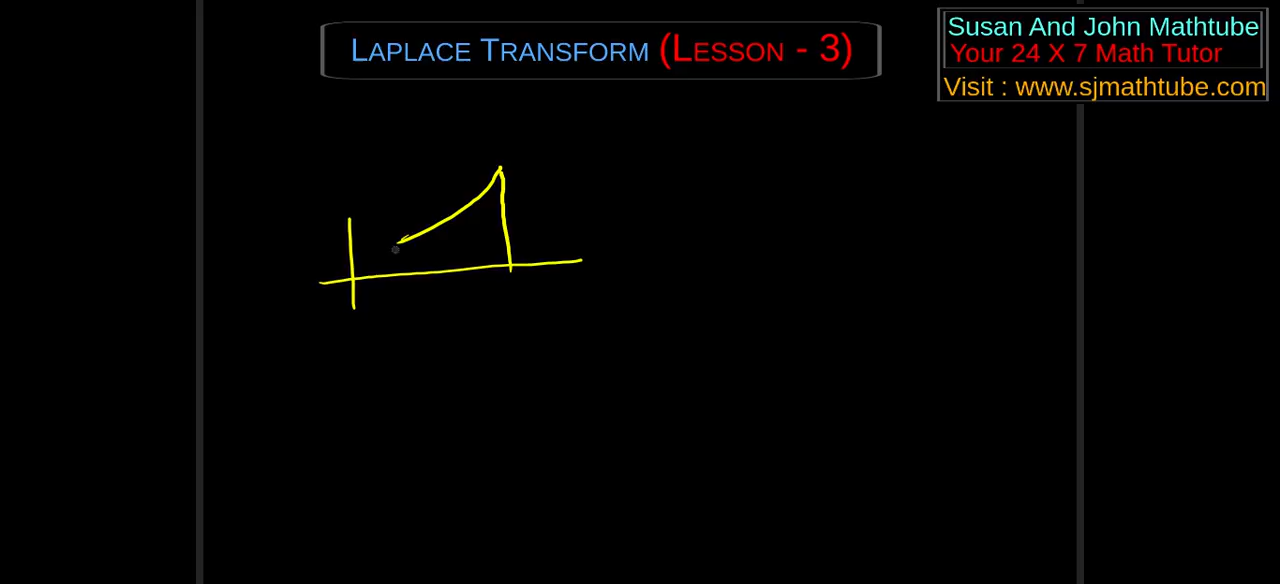 LAPLACE TRANSFORM (LESSON - 3)
Susan And John Mathtube
Your 24 X 7 Math Tutor
Visit : www.sjmathtube.com